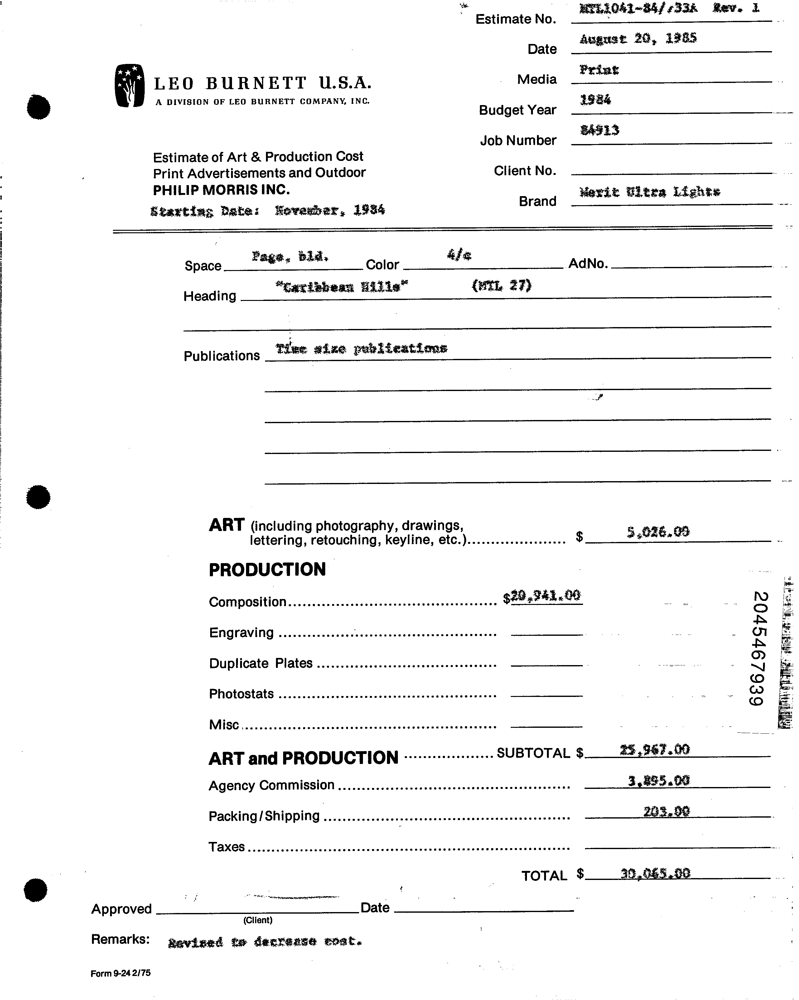 Estimate No. MTL1041-84/#33A Rev. 1
Date August 20, 1985
Media Print
Budget Year 1984
Job Number 84913
Client No.
Brand Merit Ultra Lights
LEO BURNETT U.S.A.
A DIVISION OF LEO BURNETT COMPANY, INC.
Estimate of Art & Production Cost
Print Advertisements and Outdoor
PHILIP MORRIS INC.
Starting Date: November, 1984
Space Page, bld. Color 4/c AdNo.
Heading "Caribbean Hills" (MTL 27)
Publications Time size publications
ART (including photography, drawings,
lettering, retouching, keyline, etc.)..................... $ 5,026.00
PRODUCTION
Composition............................................. $20,941.00
Engraving ...............................................
Duplicate Plates .......................................
Photostats ...............................................
Misc.......................................................
ART and PRODUCTION ................... SUBTOTAL $ 25,967.00
Agency Commission .................................................. 3,895.00
Packing/Shipping ..................................................... 203.00
Taxes......................................................................
TOTAL $ 30,065.00
Approved Date
(Client)
Remarks: Revised to decrease cost.
Form 9-24 2/75
2045467939